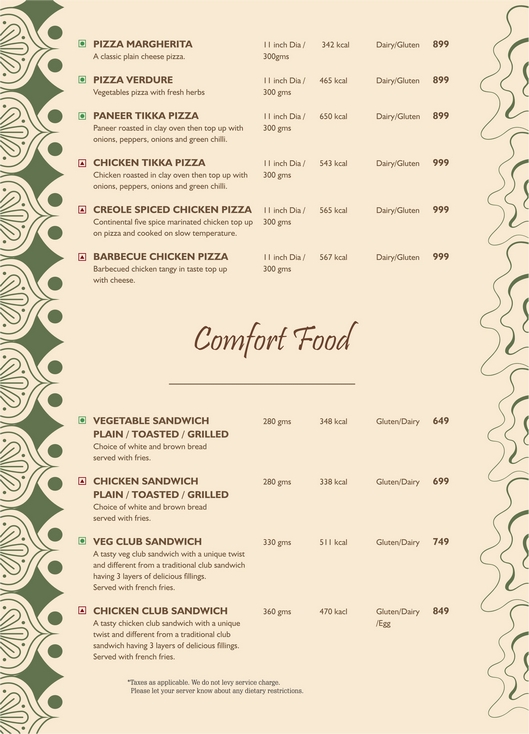 PIZZA MARGHERITA 11 inch Dia / 342 kcal Dairy/Gluten 899
A classic plain cheese pizza. 300gms
PIZZA VERDURE 11 inch Dia / 465 kcal Dairy/Gluten 899
Vegetables pizza with fresh herbs 300 gms
PANEER TIKKA PIZZA 11 inch Dia / 650 kcal Dairy/Gluten 899
Paneer roasted in clay oven then top up with 300 gms
onions, peppers, onions and green chilli.
CHICKEN TIKKA PIZZA 11 inch Dia / 543 kcal Dairy/Gluten 999
Chicken roasted in clay oven then top up with 300 gms
onions, peppers, onions and green chilli.
CREOLE SPICED CHICKEN PIZZA 11 inch Dia / 565 kcal Dairy/Gluten 999
Continental five spice marinated chicken top up 300 gms
on pizza and cooked on slow temperature.
BARBECUE CHICKEN PIZZA 11 inch Dia / 567 kcal Dairy/Gluten 999
Barbecued chicken tangy in taste top up 300 gms
with cheese.
Comfort Food
VEGETABLE SANDWICH 280 gms 348 kcal Gluten/Dairy 649
PLAIN / TOASTED / GRILLED
Choice of white and brown bread
served with fries.
CHICKEN SANDWICH 280 gms 338 kcal Gluten/Dairy 699
PLAIN / TOASTED / GRILLED
Choice of white and brown bread
served with fries.
VEG CLUB SANDWICH 330 gms 511 kcal Gluten/Dairy 749
A tasty veg club sandwich with a unique twist
and different from a traditional club sandwich
having 3 layers of delicious fillings.
Served with french fries.
CHICKEN CLUB SANDWICH 360 gms 470 kacl Gluten/Dairy 849
A tasty chicken club sandwich with a unique /Egg
twist and different from a traditional club
sandwich having 3 layers of delicious fillings.
Served with french fries.
*Taxes as applicable. We do not levy service charge.
Please let your server know about any dietary restrictions.